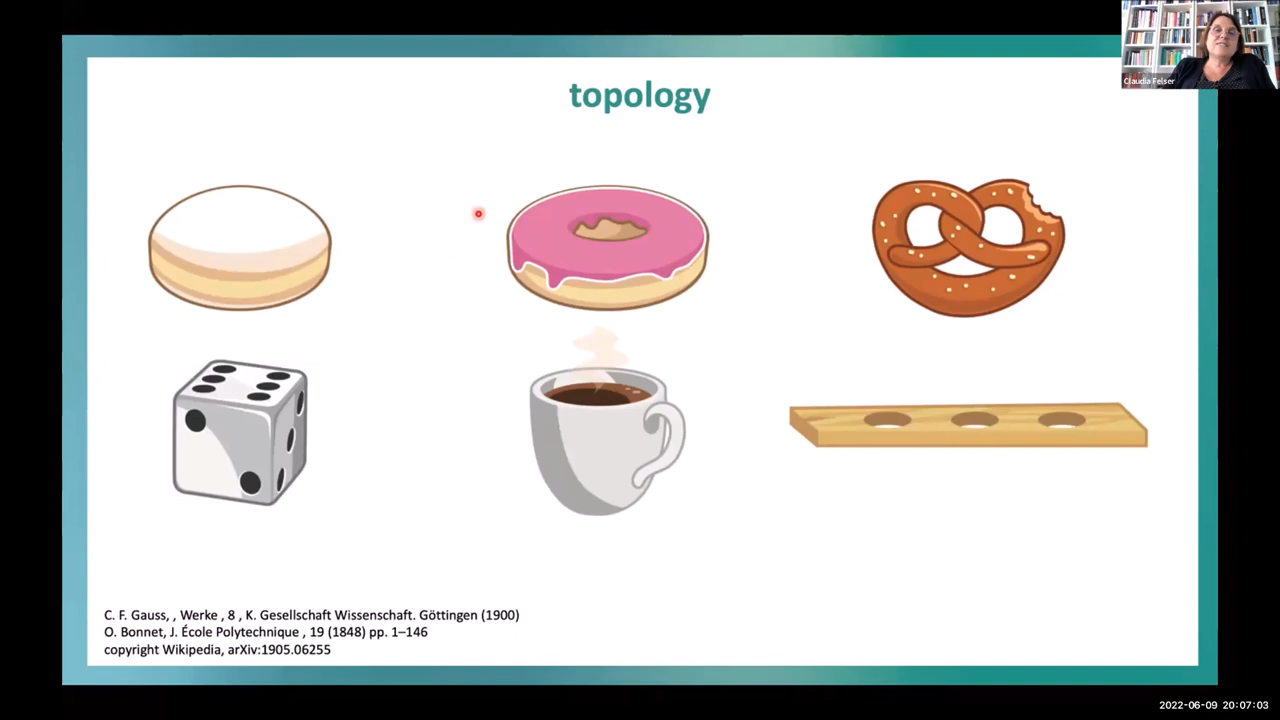 Claudia Felser
topology
C. F. Gauss, , Werke , 8 , K. Gesellschaft Wissenschaft. Göttingen (1900)
O. Bonnet, J. École Polytechnique , 19 (1848) pp. 1–146
copyright Wikipedia, arXiv:1905.06255
2022-06-09 20:07:03